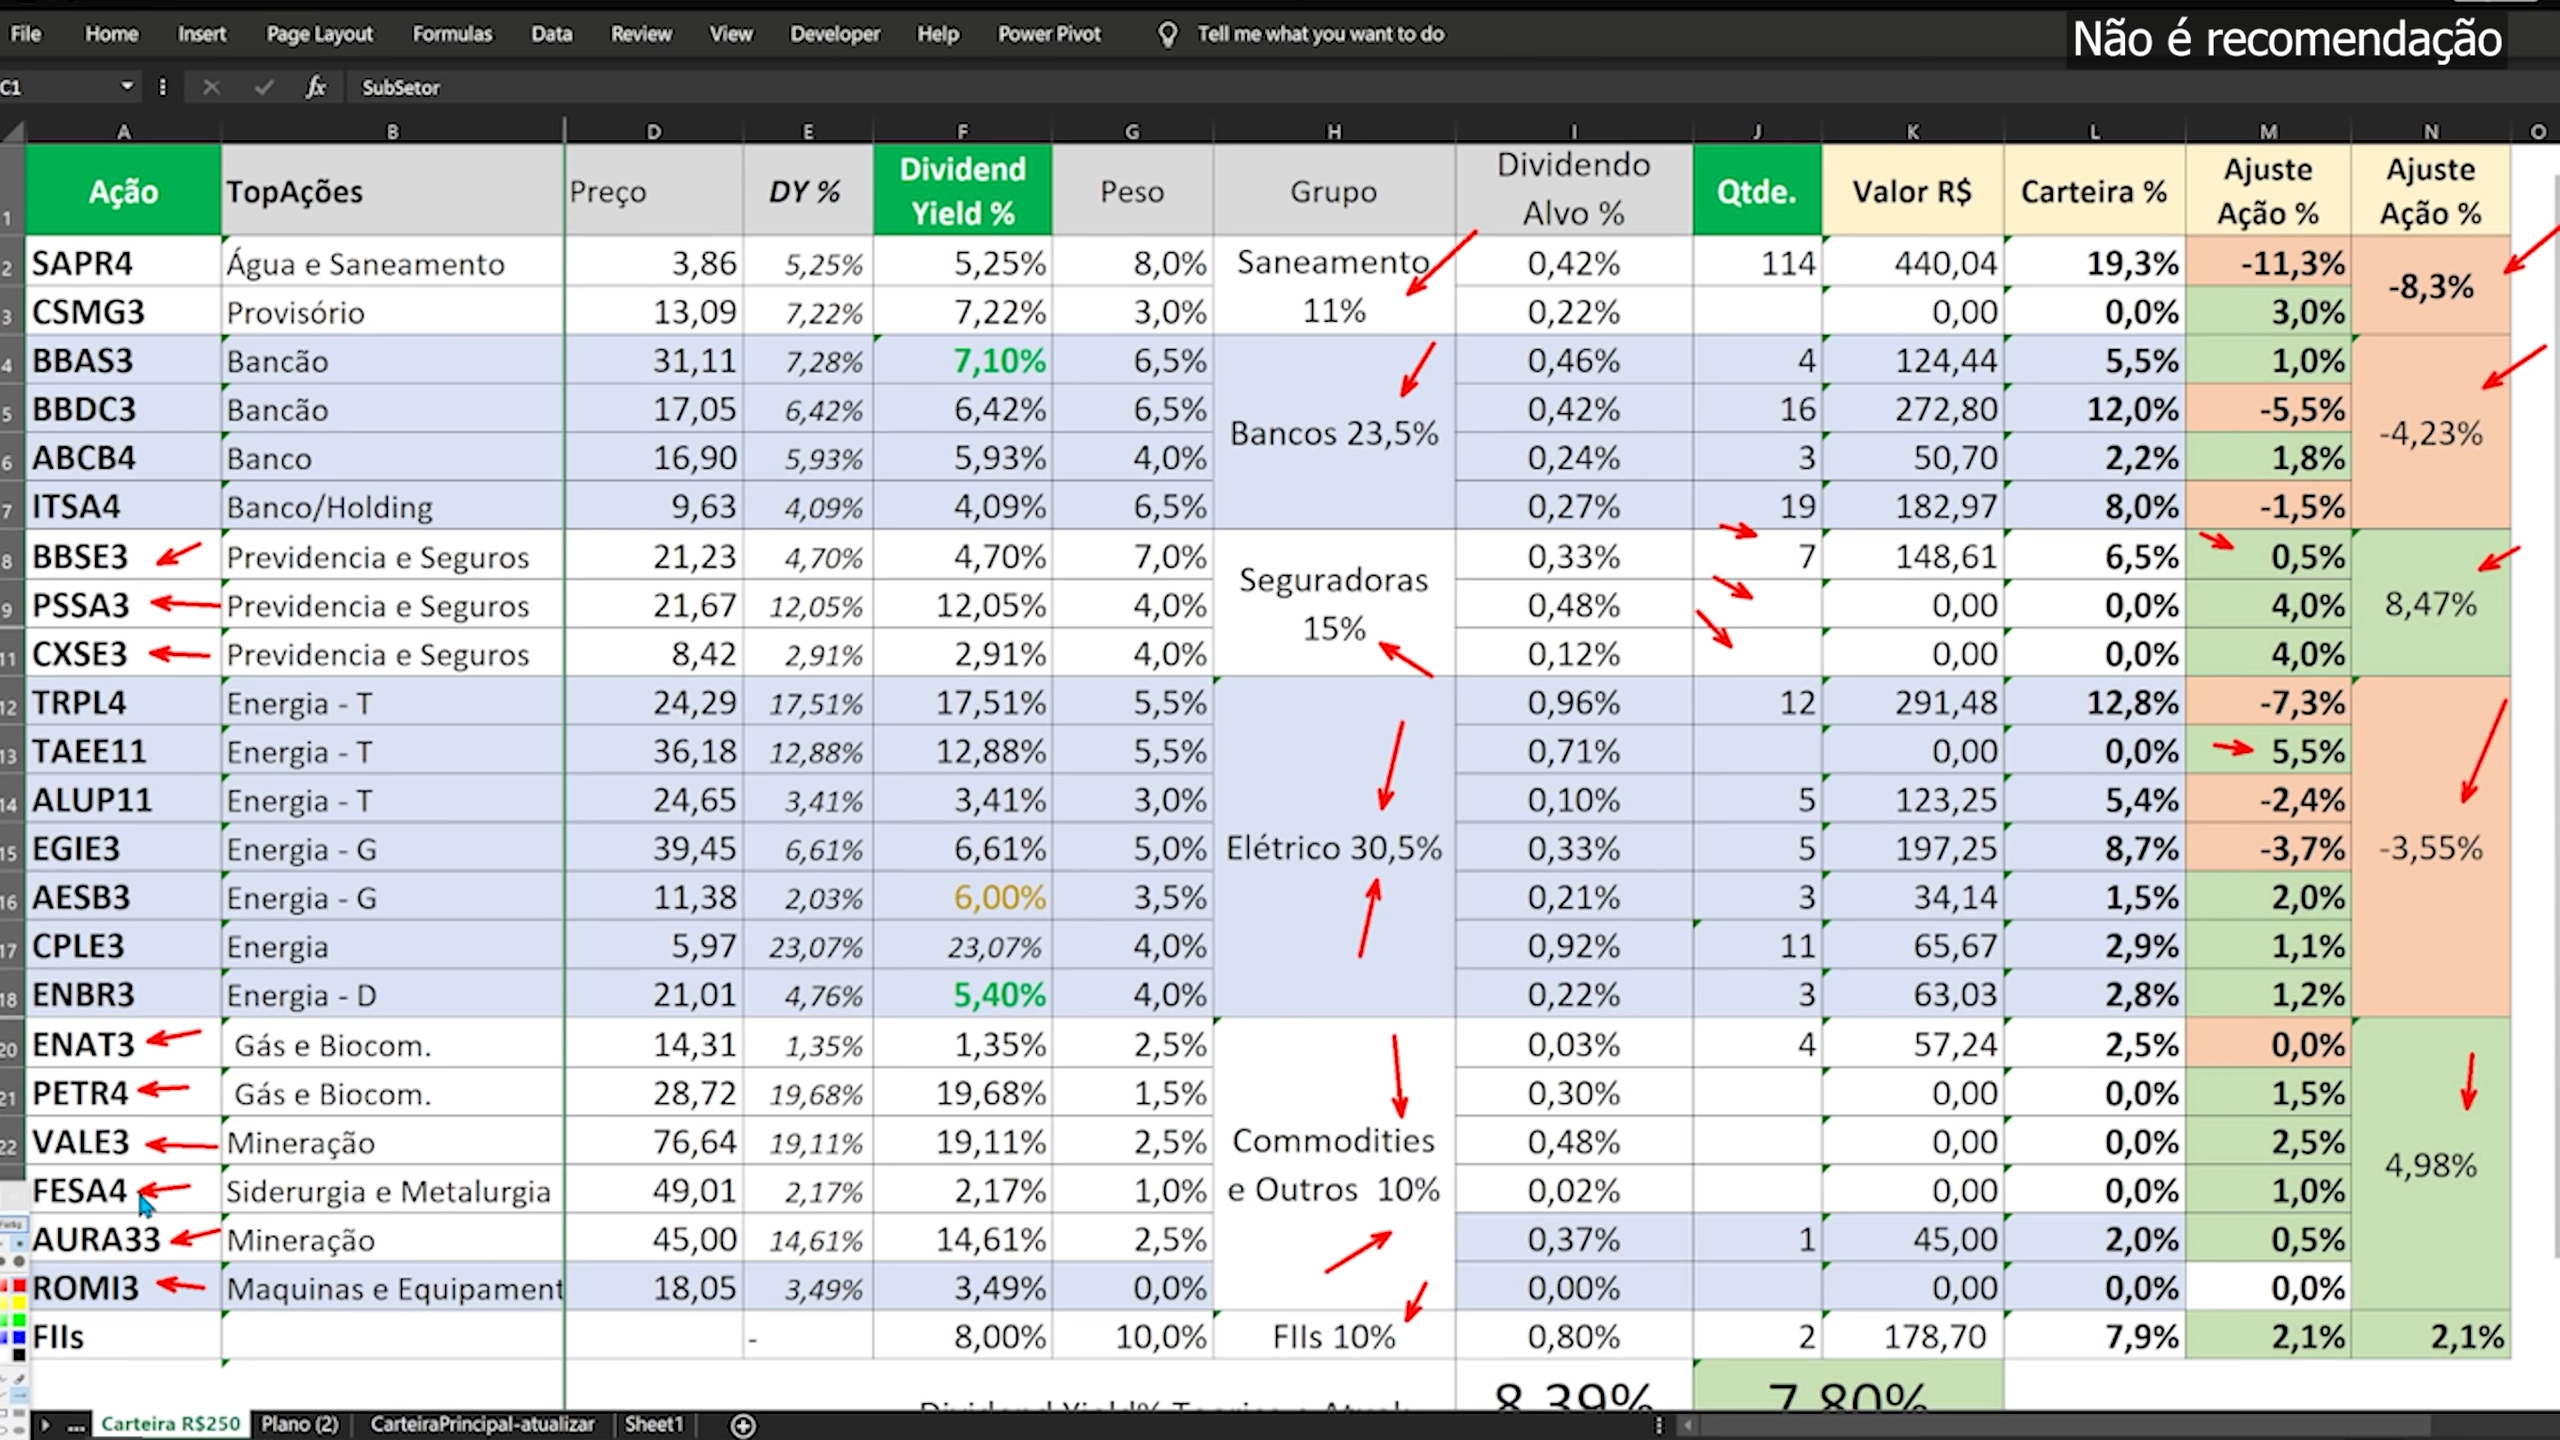 File Home Insert Page Layout Formulas Data Review View Developer Help Power Pivot Tell me what you want to do
Não é recomendação
C1 fx SubSetor
A B D E F G H I J K L M N O
1 Ação TopAções Preço DY % Dividend Yield % Peso Grupo Dividendo Alvo % Qtde. Valor R$ Carteira % Ajuste Ação % Ajuste Ação %
2 SAPR4 Água e Saneamento 3,86 5,25% 5,25% 8,0% Saneamento 0,42% 114 440,04 19,3% -11,3% -8,3%
3 CSMG3 Provisório 13,09 7,22% 7,22% 3,0% 11% 0,22% 0,00 0,0% 3,0%
4 BBAS3 Bancão 31,11 7,28% 7,10% 6,5% 0,46% 4 124,44 5,5% 1,0%
5 BBDC3 Bancão 17,05 6,42% 6,42% 6,5% Bancos 23,5% 0,42% 16 272,80 12,0% -5,5% -4,23%
6 ABCB4 Banco 16,90 5,93% 5,93% 4,0% 0,24% 3 50,70 2,2% 1,8%
7 ITSA4 Banco/Holding 9,63 4,09% 4,09% 6,5% 0,27% 19 182,97 8,0% -1,5%
8 BBSE3 Previdencia e Seguros 21,23 4,70% 4,70% 7,0% Seguradoras 0,33% 7 148,61 6,5% 0,5%
9 PSSA3 Previdencia e Seguros 21,67 12,05% 12,05% 4,0% 15% 0,48% 0,00 0,0% 4,0% 8,47%
11 CXSE3 Previdencia e Seguros 8,42 2,91% 2,91% 4,0% 0,12% 0,00 0,0% 4,0%
12 TRPL4 Energia - T 24,29 17,51% 17,51% 5,5% 0,96% 12 291,48 12,8% -7,3%
13 TAEE11 Energia - T 36,18 12,88% 12,88% 5,5% 0,71% 0,00 0,0% 5,5%
14 ALUP11 Energia - T 24,65 3,41% 3,41% 3,0% 0,10% 5 123,25 5,4% -2,4%
15 EGIE3 Energia - G 39,45 6,61% 6,61% 5,0% Elétrico 30,5% 0,33% 5 197,25 8,7% -3,7% -3,55%
16 AESB3 Energia - G 11,38 2,03% 6,00% 3,5% 0,21% 3 34,14 1,5% 2,0%
17 CPLE3 Energia 5,97 23,07% 23,07% 4,0% 0,92% 11 65,67 2,9% 1,1%
18 ENBR3 Energia - D 21,01 4,76% 5,40% 4,0% 0,22% 3 63,03 2,8% 1,2%
20 ENAT3 Gás e Biocom. 14,31 1,35% 1,35% 2,5% 0,03% 4 57,24 2,5% 0,0%
21 PETR4 Gás e Biocom. 28,72 19,68% 19,68% 1,5% 0,30% 0,00 0,0% 1,5%
22 VALE3 Mineração 76,64 19,11% 19,11% 2,5% Commodities 0,48% 0,00 0,0% 2,5% 4,98%
FESA4 Siderurgia e Metalurgia 49,01 2,17% 2,17% 1,0% e Outros 10% 0,02% 0,00 0,0% 1,0%
AURA33 Mineração 45,00 14,61% 14,61% 2,5% 0,37% 1 45,00 2,0% 0,5%
ROMI3 Maquinas e Equipament 18,05 3,49% 3,49% 0,0% 0,00% 0,00 0,0% 0,0%
FIIs - 8,00% 10,0% FIIs 10% 0,80% 2 178,70 7,9% 2,1% 2,1%
8,39% 7,80%
... Carteira R$250 Plano (2) CarteiraPrincipal-atualizar Sheet1